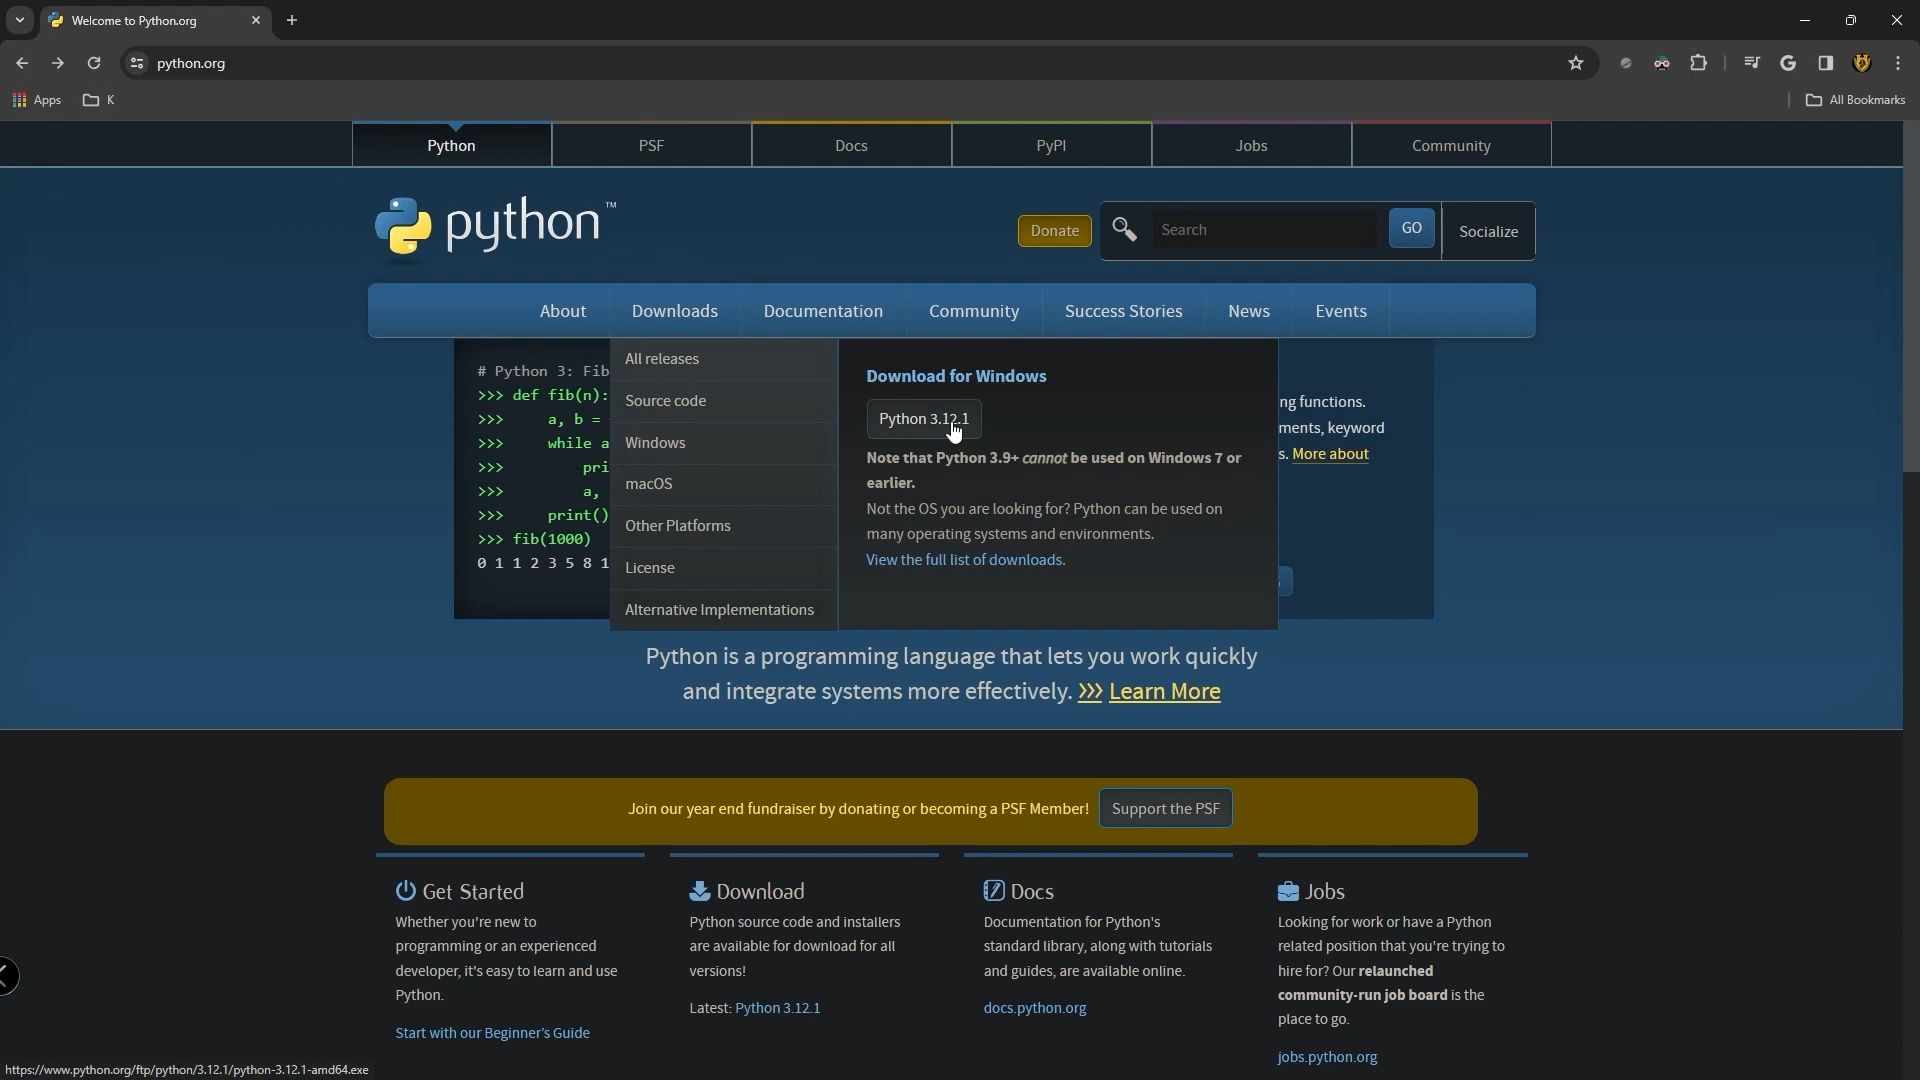 Welcome to Python.org
python.org
Apps
K
All Bookmarks
Python
PSF
Docs
PyPI
Jobs
Community
python™
Donate
Search
GO
Socialize
About
Downloads
Documentation
Community
Success Stories
News
Events
# Python 3: Fib
>>> def fib(n):
>>>     a, b =
>>>     while a
>>>         pri
>>>         a,
>>>     print()
>>> fib(1000)
0 1 1 2 3 5 8 1
All releases
Source code
Windows
macOS
Other Platforms
License
Alternative Implementations
Download for Windows
Python 3.12.1
Note that Python 3.9+ cannot be used on Windows 7 or
earlier.
Not the OS you are looking for? Python can be used on
many operating systems and environments.
View the full list of downloads.
ng functions.
ments, keyword
s. More about
Python is a programming language that lets you work quickly
and integrate systems more effectively. >>> Learn More
Join our year end fundraiser by donating or becoming a PSF Member!
Support the PSF
Get Started
Whether you're new to
programming or an experienced
developer, it's easy to learn and use
Python.
Start with our Beginner's Guide
Download
Python source code and installers
are available for download for all
versions!
Latest: Python 3.12.1
Docs
Documentation for Python's
standard library, along with tutorials
and guides, are available online.
docs.python.org
Jobs
Looking for work or have a Python
related position that you're trying to
hire for? Our relaunched
community-run job board is the
place to go.
jobs.python.org
https://www.python.org/ftp/python/3.12.1/python-3.12.1-amd64.exe